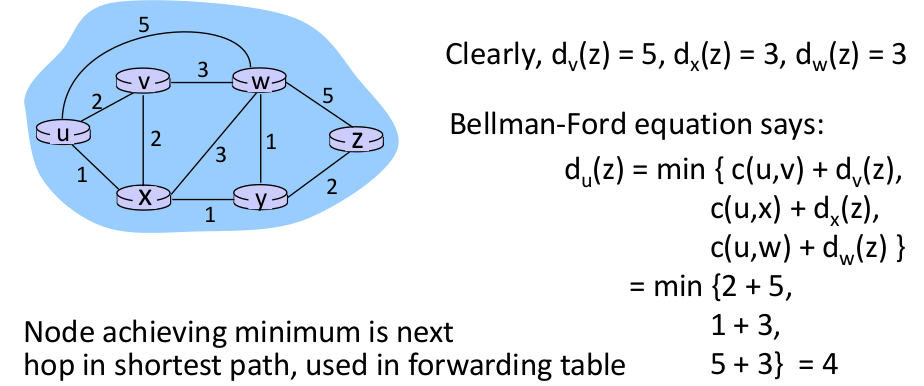 5
v
3
w
2
5
u
2
3
1
z
1
2
x
1
y
Clearly, dv(z) = 5, dx(z) = 3, dw(z) = 3
Bellman-Ford equation says:
du(z) = min { c(u,v) + dv(z),
c(u,x) + dx(z),
c(u,w) + dw(z) }
= min {2 + 5,
1 + 3,
5 + 3} = 4
Node achieving minimum is next
hop in shortest path, used in forwarding table